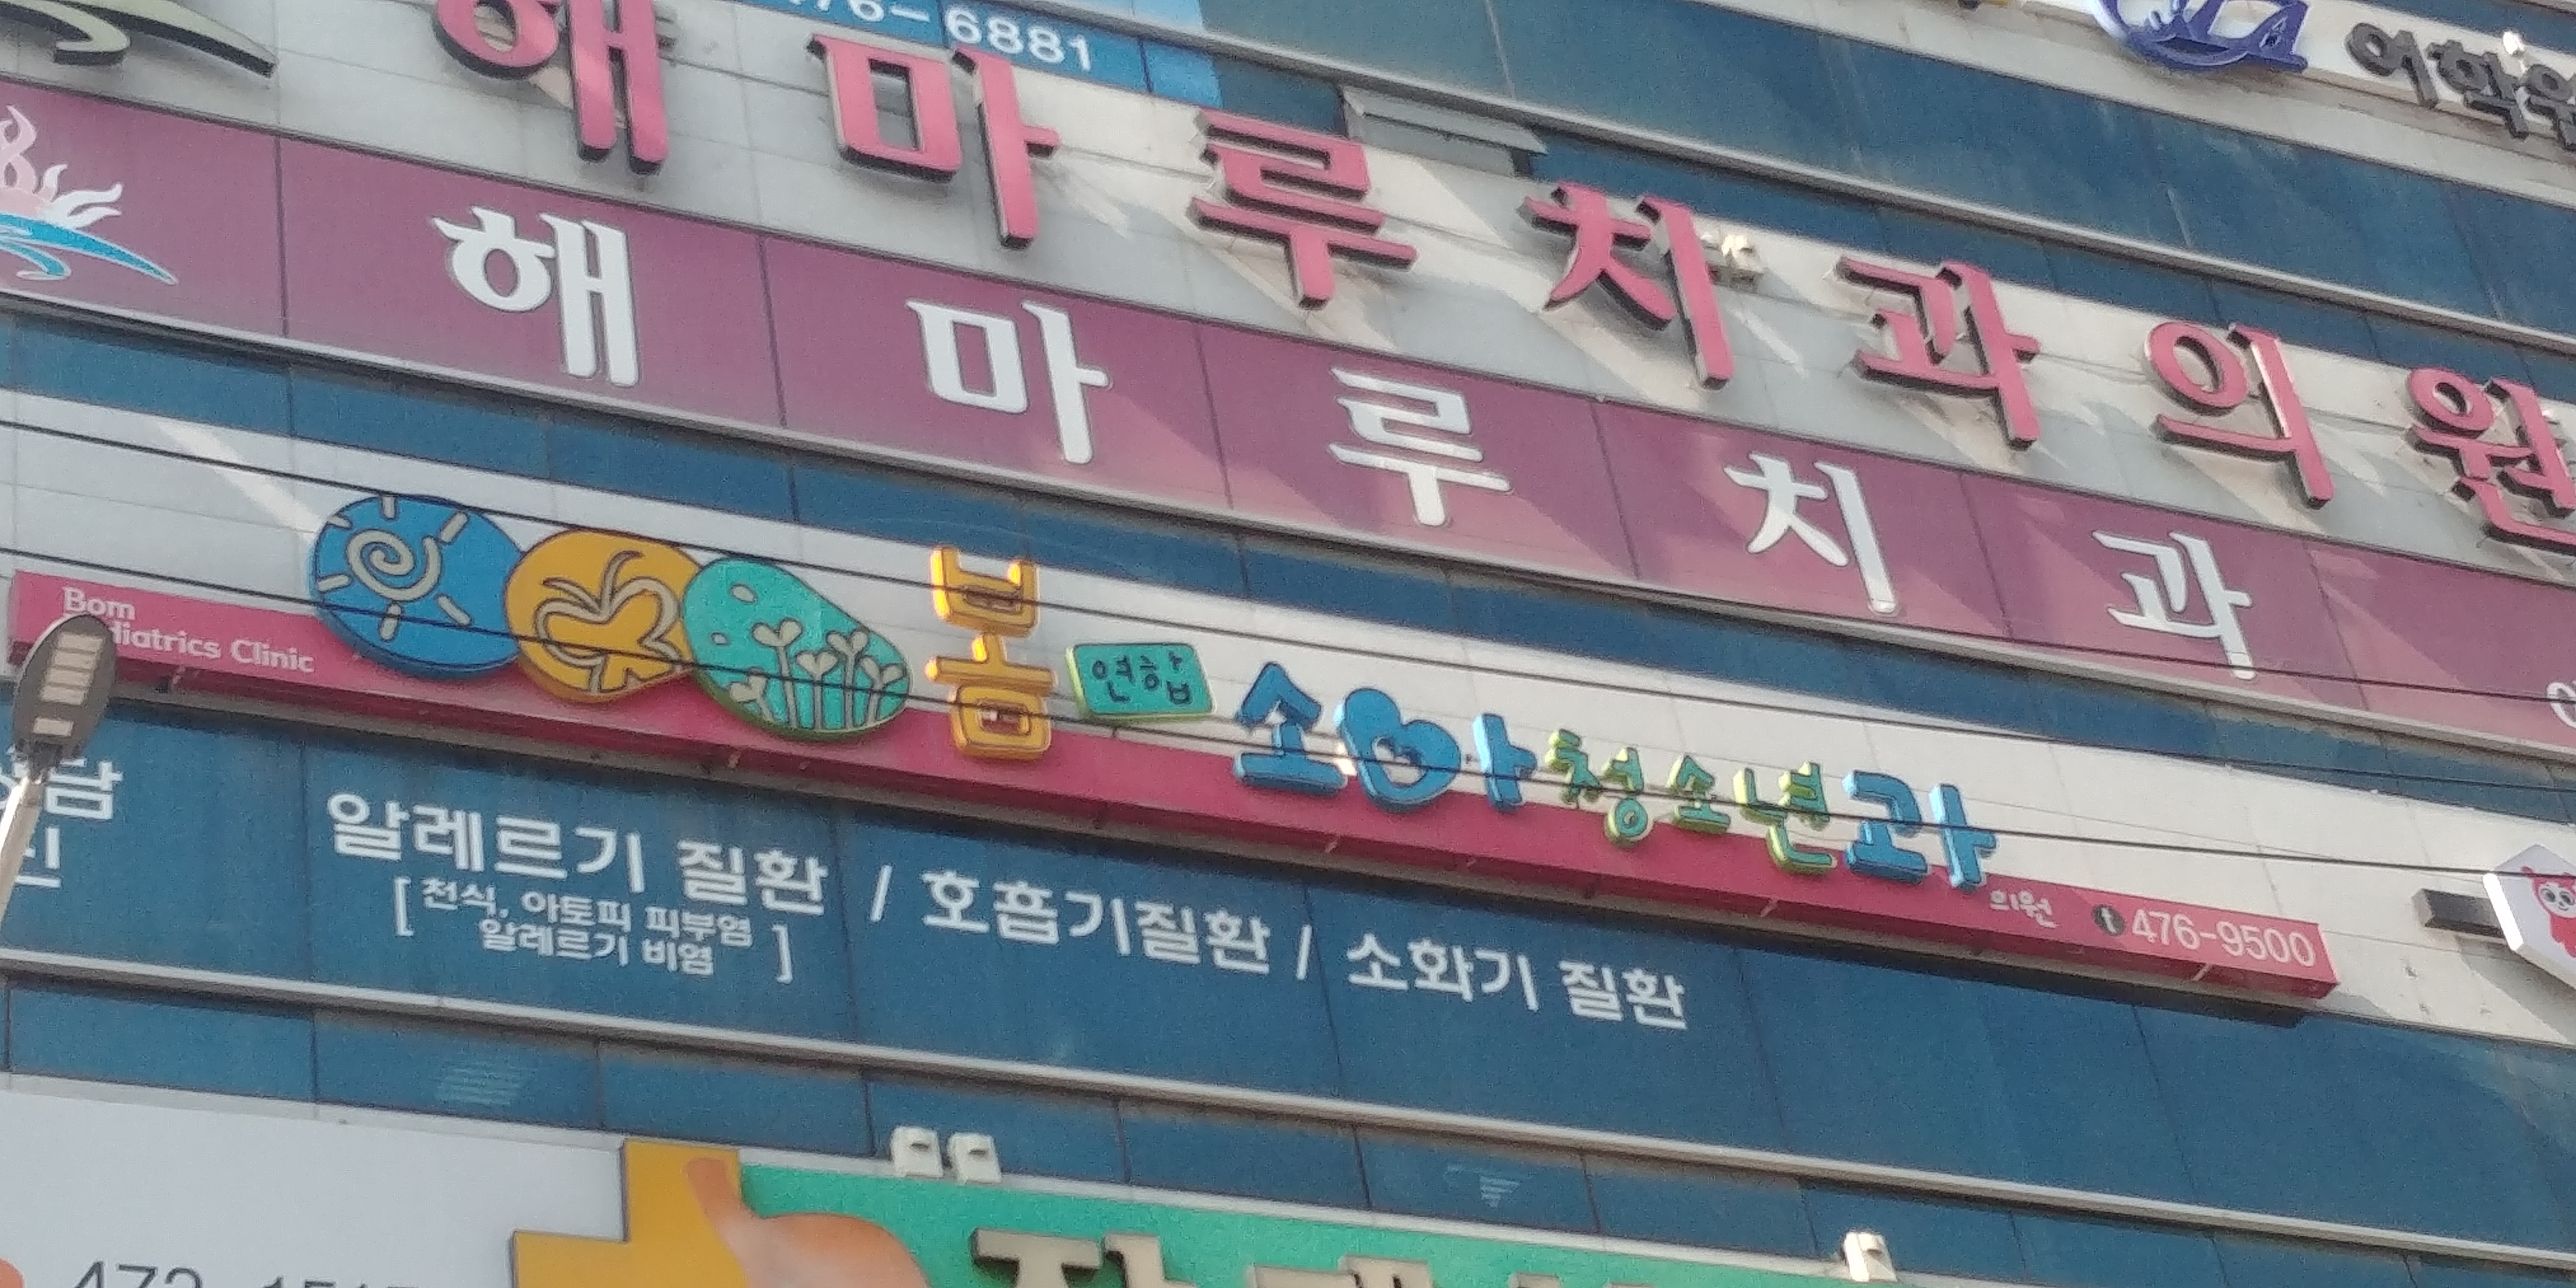 6881
어학원
해마루치과의원
해마루치과
Bom
Clinic
봄 연합 소아청소년과 의원 476-9500
알레르기 질환 / 호흡기질환 / 소화기 질환
[ 천식, 아토피 피부염
알레르기 비염 ]